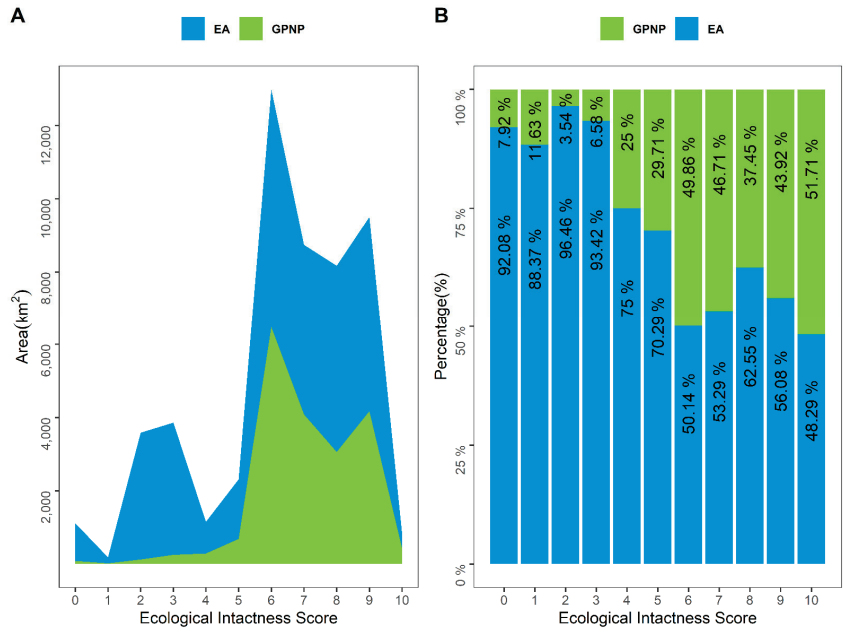 A
EA GPNP
Area(km²)
12,000
10,000
8,000
6,000
4,000
2,000
0 1 2 3 4 5 6 7 8 9 10
Ecological Intactness Score
B
GPNP EA
Percentage(%)
100 %
75 %
50 %
25 %
0 %
7.92 % 11.63 % 3.54 % 6.58 % 25 % 29.71 % 49.86 % 46.71 % 37.45 % 43.92 % 51.71 %
92.08 % 88.37 % 96.46 % 93.42 % 75 % 70.29 % 50.14 % 53.29 % 62.55 % 56.08 % 48.29 %
0 1 2 3 4 5 6 7 8 9 10
Ecological Intactness Score